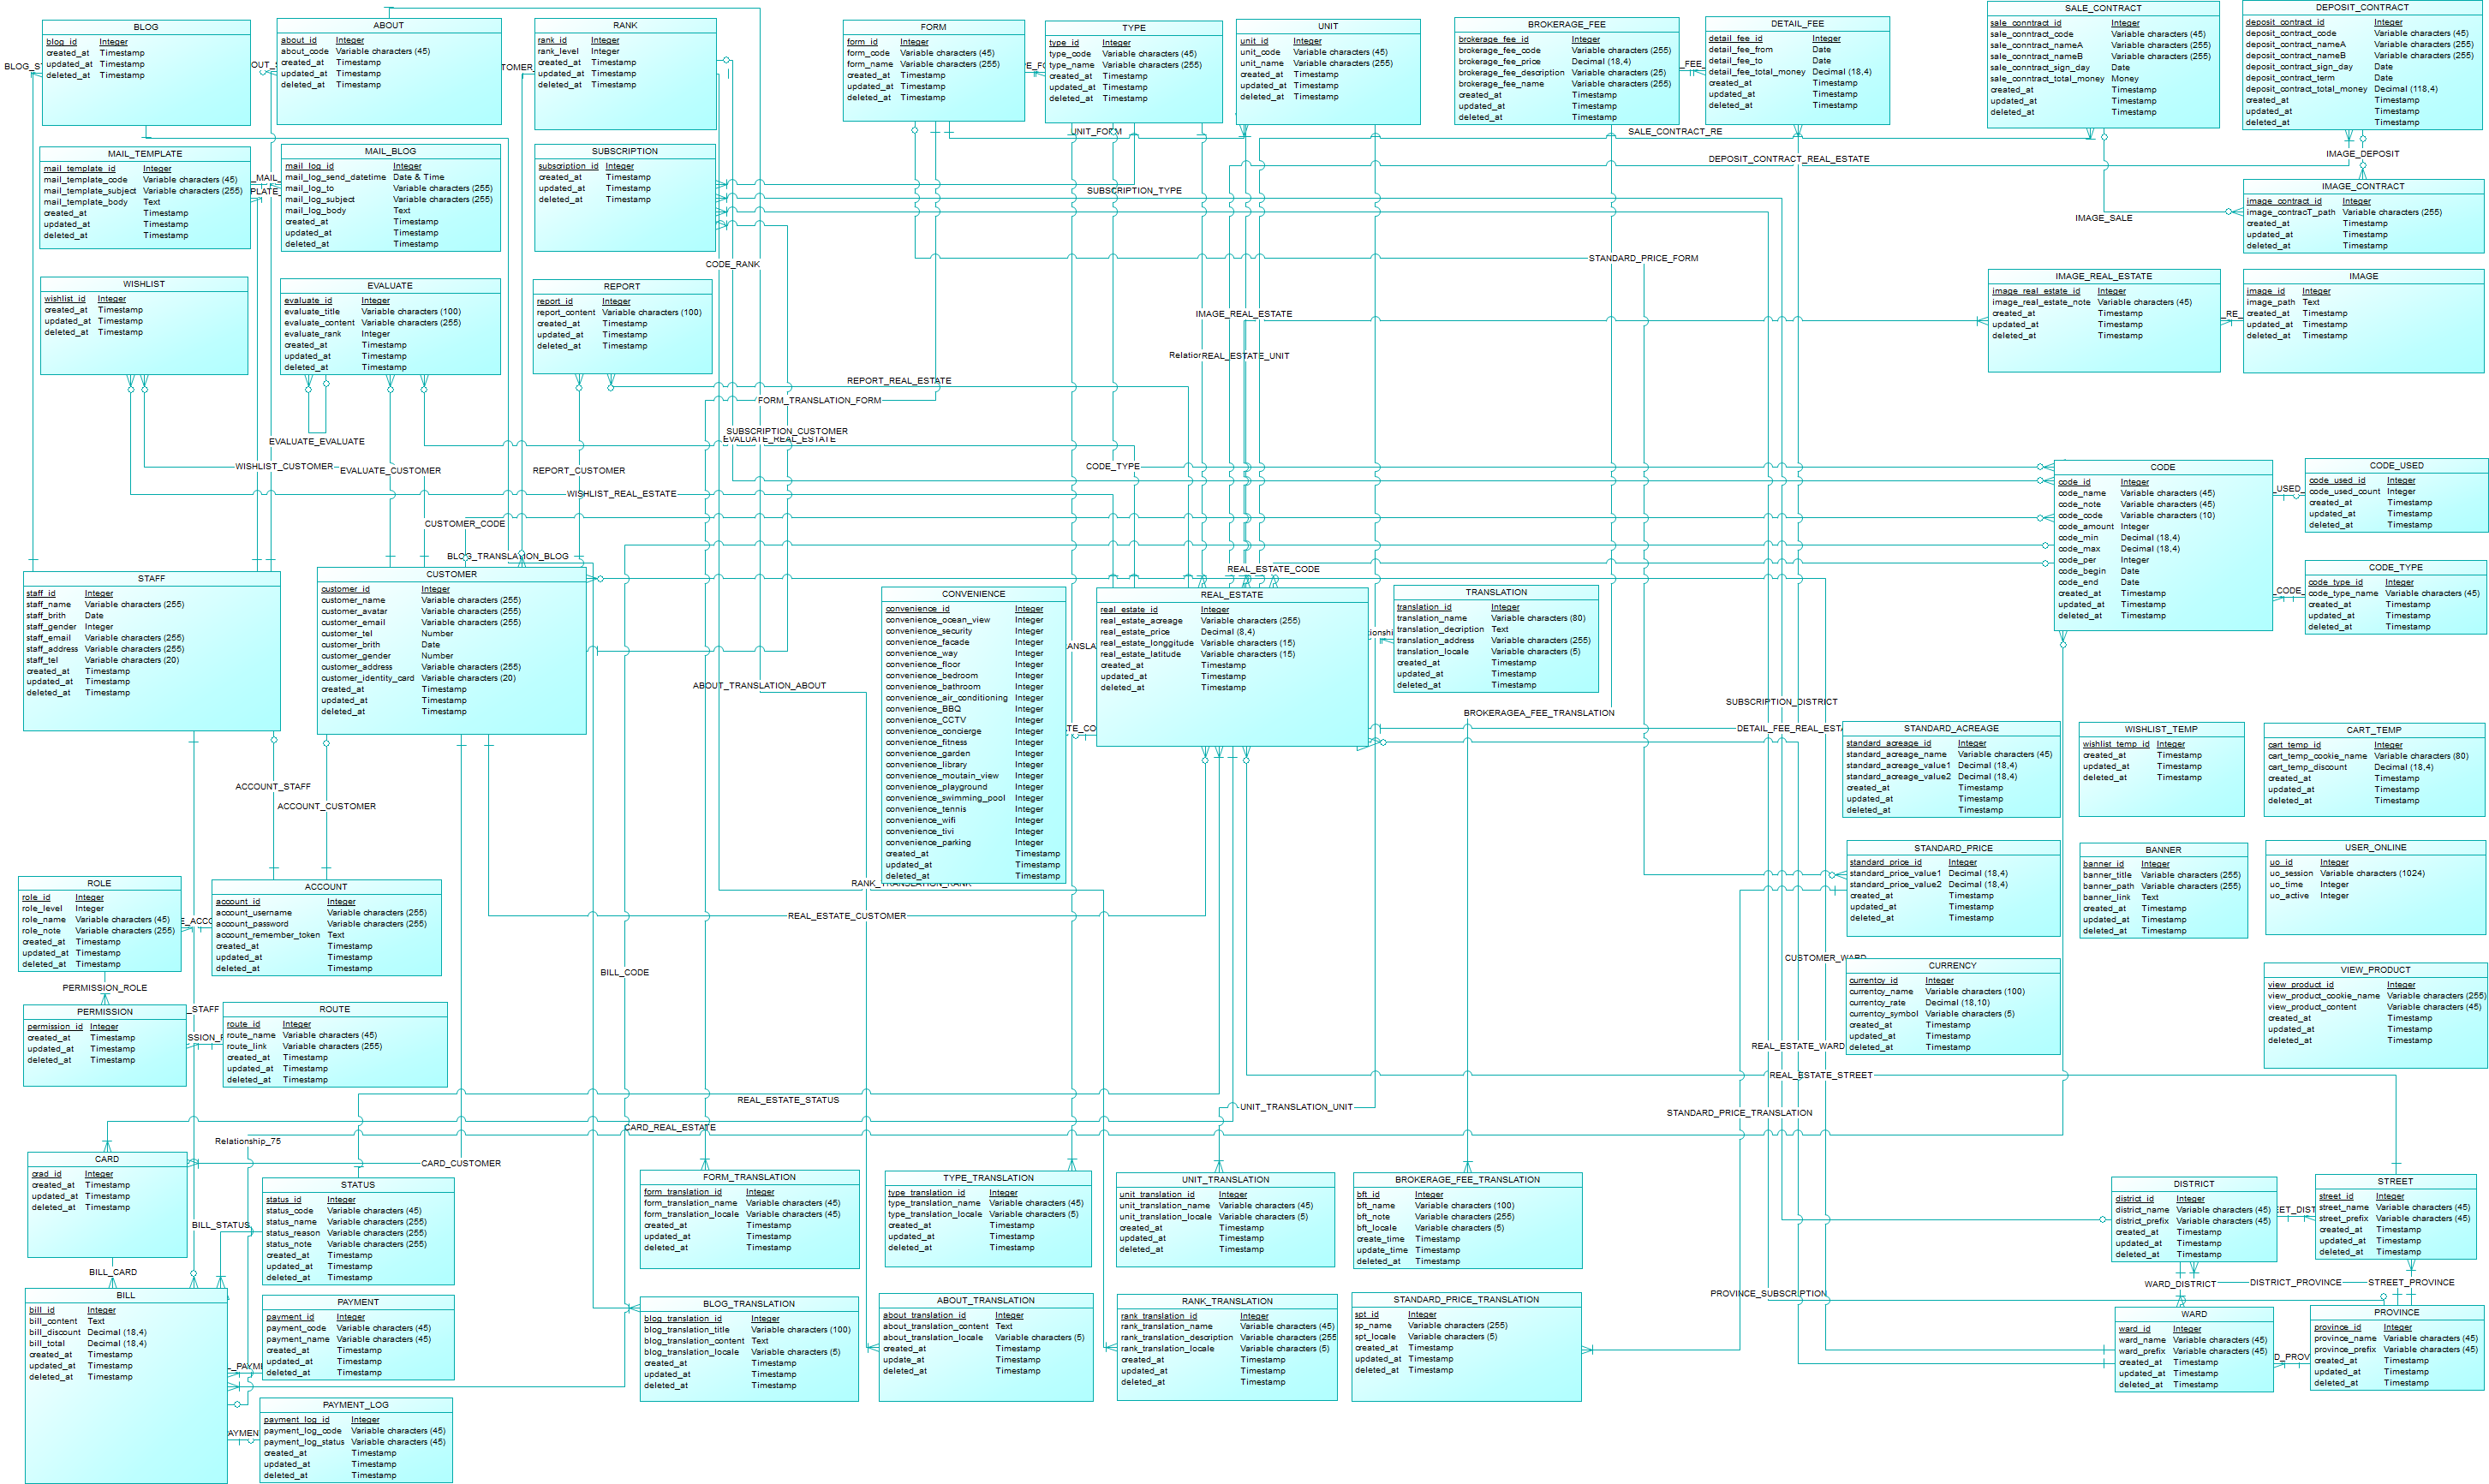 BLOG
blog_id Integer
created_at Timestamp
updated_at Timestamp
deleted_at Timestamp
ABOUT
about_id Integer
about_code Variable characters (45)
created_at Timestamp
updated_at Timestamp
deleted_at Timestamp
RANK
rank_id Integer
rank_level Integer
created_at Timestamp
updated_at Timestamp
deleted_at Timestamp
FORM
form_id Integer
form_code Variable characters (45)
form_name Variable characters (255)
created_at Timestamp
updated_at Timestamp
deleted_at Timestamp
TYPE
type_id Integer
type_code Variable characters (45)
type_name Variable characters (255)
created_at Timestamp
updated_at Timestamp
deleted_at Timestamp
UNIT
unit_id Integer
unit_code Variable characters (45)
unit_name Variable characters (255)
created_at Timestamp
updated_at Timestamp
deleted_at Timestamp
BROKERAGE_FEE
brokerage_fee_id Integer
brokerage_fee_code Variable characters (255)
brokerage_fee_price Decimal (18,4)
brokerage_fee_description Variable characters (25)
brokerage_fee_name Variable characters (255)
created_at Timestamp
updated_at Timestamp
deleted_at Timestamp
DETAIL_FEE
detail_fee_id Integer
detail_fee_from Date
detail_fee_to Date
detail_fee_total_money Decimal (18,4)
created_at Timestamp
updated_at Timestamp
deleted_at Timestamp
SALE_CONTRACT
sale_conntract_id Integer
sale_conntract_code Variable characters (45)
sale_conntract_nameA Variable characters (255)
sale_conntract_nameB Variable characters (255)
sale_conntract_sign_day Date
sale_conntract_total_money Money
created_at Timestamp
updated_at Timestamp
deleted_at Timestamp
DEPOSIT_CONTRACT
deposit_contract_id Integer
deposit_contract_code Variable characters (45)
deposit_contract_nameA Variable characters (255)
deposit_contract_nameB Variable characters (255)
deposit_contract_sign_day Date
deposit_contract_term Date
deposit_contract_total_money Decimal (118,4)
created_at Timestamp
updated_at Timestamp
deleted_at Timestamp
UNIT_FORM
SALE_CONTRACT_RE
DEPOSIT_CONTRACT_REAL_ESTATE
IMAGE_DEPOSIT
MAIL_TEMPLATE
mail_template_id Integer
mail_template_code Variable characters (45)
mail_template_subject Variable characters (255)
mail_template_body Text
created_at Timestamp
updated_at Timestamp
deleted_at Timestamp
MAIL_BLOG
mail_log_id Integer
mail_log_send_datetime Date & Time
mail_log_to Variable characters (255)
mail_log_subject Variable characters (255)
mail_log_body Text
created_at Timestamp
updated_at Timestamp
deleted_at Timestamp
SUBSCRIPTION
subscription_id Integer
created_at Timestamp
updated_at Timestamp
deleted_at Timestamp
SUBSCRIPTION_TYPE
IMAGE_SALE
IMAGE_CONTRACT
image_contract_id Integer
image_contracT_path Variable characters (255)
created_at Timestamp
updated_at Timestamp
deleted_at Timestamp
CODE_RANK
STANDARD_PRICE_FORM
WISHLIST
wishlist_id Integer
created_at Timestamp
updated_at Timestamp
deleted_at Timestamp
EVALUATE
evaluate_id Integer
evaluate_title Variable characters (100)
evaluate_content Variable characters (255)
evaluate_rank Integer
created_at Timestamp
updated_at Timestamp
deleted_at Timestamp
REPORT
report_id Integer
report_content Variable characters (100)
created_at Timestamp
updated_at Timestamp
deleted_at Timestamp
IMAGE_REAL_ESTATE
REAL_ESTATE_UNIT
IMAGE_REAL_ESTATE
image_real_estate_id Integer
image_real_estate_note Variable characters (45)
created_at Timestamp
updated_at Timestamp
deleted_at Timestamp
IMAGE
image_id Integer
image_path Text
created_at Timestamp
updated_at Timestamp
deleted_at Timestamp
REPORT_REAL_ESTATE
FORM_TRANSLATION_FORM
SUBSCRIPTION_CUSTOMER
EVALUATE_REAL_ESTATE
EVALUATE_EVALUATE
WISHLIST_CUSTOMER
EVALUATE_CUSTOMER
REPORT_CUSTOMER
CODE_TYPE
WISHLIST_REAL_ESTATE
CUSTOMER_CODE
BLOG_TRANSLATION_BLOG
REAL_ESTATE_CODE
CODE
code_id Integer
code_name Variable characters (45)
code_note Variable characters (45)
code_code Variable characters (10)
code_amount Integer
code_min Decimal (18,4)
code_max Decimal (18,4)
code_per Integer
code_begin Date
code_end Date
created_at Timestamp
updated_at Timestamp
deleted_at Timestamp
CODE_USED
code_used_id Integer
code_used_count Integer
created_at Timestamp
updated_at Timestamp
deleted_at Timestamp
CODE_TYPE
code_type_id Integer
code_type_name Variable characters (45)
created_at Timestamp
updated_at Timestamp
deleted_at Timestamp
STAFF
staff_id Integer
staff_name Variable characters (255)
staff_brith Date
staff_gender Integer
staff_email Variable characters (255)
staff_address Variable characters (255)
staff_tel Variable characters (20)
created_at Timestamp
updated_at Timestamp
deleted_at Timestamp
CUSTOMER
customer_id Integer
customer_name Variable characters (255)
customer_avatar Variable characters (255)
customer_email Variable characters (255)
customer_tel Number
customer_brith Date
customer_gender Number
customer_address Variable characters (255)
customer_identity_card Variable characters (20)
created_at Timestamp
updated_at Timestamp
deleted_at Timestamp
CONVENIENCE
convenience_id Integer
convenience_ocean_view Integer
convenience_security Integer
convenience_facade Integer
convenience_way Integer
convenience_floor Integer
convenience_bedroom Integer
convenience_bathroom Integer
convenience_air_conditioning Integer
convenience_BBQ Integer
convenience_CCTV Integer
convenience_concierge Integer
convenience_fitness Integer
convenience_garden Integer
convenience_library Integer
convenience_moutain_view Integer
convenience_playground Integer
convenience_swimming_pool Integer
convenience_tennis Integer
convenience_wifi Integer
convenience_tivi Integer
convenience_parking Integer
created_at Timestamp
updated_at Timestamp
deleted_at Timestamp
REAL_ESTATE
real_estate_id Integer
real_estate_acreage Variable characters (255)
real_estate_price Decimal (8,4)
real_estate_longgitude Variable characters (15)
real_estate_latitude Variable characters (15)
created_at Timestamp
updated_at Timestamp
deleted_at Timestamp
TRANSLATION
translation_id Integer
translation_name Variable characters (80)
translation_decription Text
translation_address Variable characters (255)
translation_locale Variable characters (5)
created_at Timestamp
updated_at Timestamp
deleted_at Timestamp
ABOUT_TRANSLATION_ABOUT
SUBSCRIPTION_DISTRICT
BROKERAGEA_FEE_TRANSLATION
DETAIL_FEE_REAL_ESTA
STANDARD_ACREAGE
standard_acreage_id Integer
standard_acreage_name Variable characters (45)
standard_acreage_value1 Decimal (18,4)
standard_acreage_value2 Decimal (18,4)
created_at Timestamp
updated_at Timestamp
deleted_at Timestamp
WISHLIST_TEMP
wishlist_temp_id Integer
created_at Timestamp
updated_at Timestamp
deleted_at Timestamp
CART_TEMP
cart_temp_id Integer
cart_temp_cookie_name Variable characters (80)
cart_temp_discount Decimal (18,4)
created_at Timestamp
updated_at Timestamp
deleted_at Timestamp
ACCOUNT_STAFF
ACCOUNT_CUSTOMER
STANDARD_PRICE
standard_price_id Integer
standard_price_value1 Decimal (18,4)
standard_price_value2 Decimal (18,4)
created_at Timestamp
updated_at Timestamp
deleted_at Timestamp
BANNER
banner_id Integer
banner_title Variable characters (255)
banner_path Variable characters (255)
banner_link Text
created_at Timestamp
updated_at Timestamp
deleted_at Timestamp
USER_ONLINE
uo_id Integer
uo_session Variable characters (1024)
uo_time Integer
uo_active Integer
ROLE
role_id Integer
role_level Integer
role_name Variable characters (45)
role_note Variable characters (255)
created_at Timestamp
updated_at Timestamp
deleted_at Timestamp
ACCOUNT
account_id Integer
account_username Variable characters (255)
account_password Variable characters (255)
account_remember_token Text
created_at Timestamp
updated_at Timestamp
deleted_at Timestamp
RANK_TRANSLATION_RANK
REAL_ESTATE_CUSTOMER
BILL_CODE
CUSTOMER_WARD
CURRENCY
currentcy_id Integer
currentcy_name Variable characters (100)
currentcy_rate Decimal (18,10)
currentcy_symbol Variable characters (5)
created_at Timestamp
updated_at Timestamp
deleted_at Timestamp
VIEW_PRODUCT
view_product_id Integer
view_product_cookie_name Variable characters (255)
view_product_content Variable characters (45)
created_at Timestamp
updated_at Timestamp
deleted_at Timestamp
PERMISSION_ROLE
PERMISSION
permission_id Integer
created_at Timestamp
updated_at Timestamp
deleted_at Timestamp
_STAFF
ROUTE
route_id Integer
route_name Variable characters (45)
route_link Variable characters (255)
created_at Timestamp
updated_at Timestamp
deleted_at Timestamp
REAL_ESTATE_WARD
REAL_ESTATE_STREET
REAL_ESTATE_STATUS
UNIT_TRANSLATION_UNIT
STANDARD_PRICE_TRANSLATION
CARD_REAL_ESTATE
Relationship_75
CARD_CUSTOMER
CARD
crad_id Integer
created_at Timestamp
updated_at Timestamp
deleted_at Timestamp
STATUS
status_id Integer
status_code Variable characters (45)
status_name Variable characters (255)
status_reason Variable characters (255)
status_note Variable characters (255)
created_at Timestamp
updated_at Timestamp
deleted_at Timestamp
BILL_STATUS
FORM_TRANSLATION
form_translation_id Integer
form_translation_name Variable characters (45)
form_translation_locale Variable characters (45)
created_at Timestamp
updated_at Timestamp
deleted_at Timestamp
TYPE_TRANSLATION
type_translation_id Integer
type_translation_name Variable characters (45)
type_translation_locale Variable characters (5)
created_at Timestamp
updated_at Timestamp
deleted_at Timestamp
UNIT_TRANSLATION
unit_translation_id Integer
unit_translation_name Variable characters (45)
unit_translation_locale Variable characters (5)
created_at Timestamp
updated_at Timestamp
deleted_at Timestamp
BROKERAGE_FEE_TRANSLATION
bft_id Integer
bft_name Variable characters (100)
bft_note Variable characters (255)
bft_locale Variable characters (5)
create_time Timestamp
update_time Timestamp
deleted_at Timestamp
DISTRICT
district_id Integer
district_name Variable characters (45)
district_prefix Variable characters (45)
created_at Timestamp
updated_at Timestamp
deleted_at Timestamp
STREET
street_id Integer
street_name Variable characters (45)
street_prefix Variable characters (45)
created_at Timestamp
updated_at Timestamp
deleted_at Timestamp
BILL_CARD
WARD_DISTRICT
DISTRICT_PROVINCE
STREET_PROVINCE
PROVINCE_SUBSCRIPTION
BILL
bill_id Integer
bill_content Text
bill_discount Decimal (18,4)
bill_total Decimal (18,4)
created_at Timestamp
updated_at Timestamp
deleted_at Timestamp
PAYMENT
payment_id Integer
payment_code Variable characters (45)
payment_name Variable characters (45)
created_at Timestamp
updated_at Timestamp
deleted_at Timestamp
BLOG_TRANSLATION
blog_translation_id Integer
blog_translation_title Variable characters (100)
blog_translation_content Text
blog_translation_locale Variable characters (5)
created_at Timestamp
updated_at Timestamp
deleted_at Timestamp
ABOUT_TRANSLATION
about_translation_id Integer
about_translation_content Text
about_translation_locale Variable characters (5)
created_at Timestamp
update_at Timestamp
deleted_at Timestamp
RANK_TRANSLATION
rank_translation_id Integer
rank_translation_name Variable characters (45)
rank_translation_description Variable characters (255
rank_translation_locale Variable characters (5)
created_at Timestamp
updated_at Timestamp
deleted_at Timestamp
STANDARD_PRICE_TRANSLATION
spt_id Integer
sp_name Variable characters (255)
spt_locale Variable characters (5)
created_at Timestamp
updated_at Timestamp
deleted_at Timestamp
WARD
ward_id Integer
ward_name Variable characters (45)
ward_prefix Variable characters (45)
created_at Timestamp
updated_at Timestamp
deleted_at Timestamp
PROVINCE
province_id Integer
province_name Variable characters (45)
province_prefix Variable characters (45)
created_at Timestamp
updated_at Timestamp
deleted_at Timestamp
PAYMENT_LOG
payment_log_id Integer
payment_log_code Variable characters (45)
payment_log_status Variable characters (45)
created_at Timestamp
updated_at Timestamp
deleted_at Timestamp